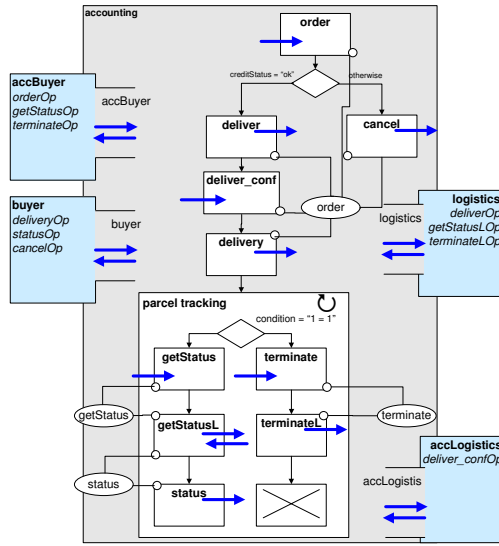 accounting
order
creditStatus = "ok"
otherwise
accBuyer
orderOp
getStatusOp
terminateOp
accBuyer
deliver
cancel
deliver_conf
order
buyer
deliveryOp
statusOp
cancelOp
buyer
logistics
logistics
deliverOp
getStatusLOp
terminateLOp
delivery
parcel tracking
condition = "1 = 1"
getStatus
terminate
getStatus
getStatusL
terminateL
terminate
status
status
accLogistics
deliver_confOp
accLogistis